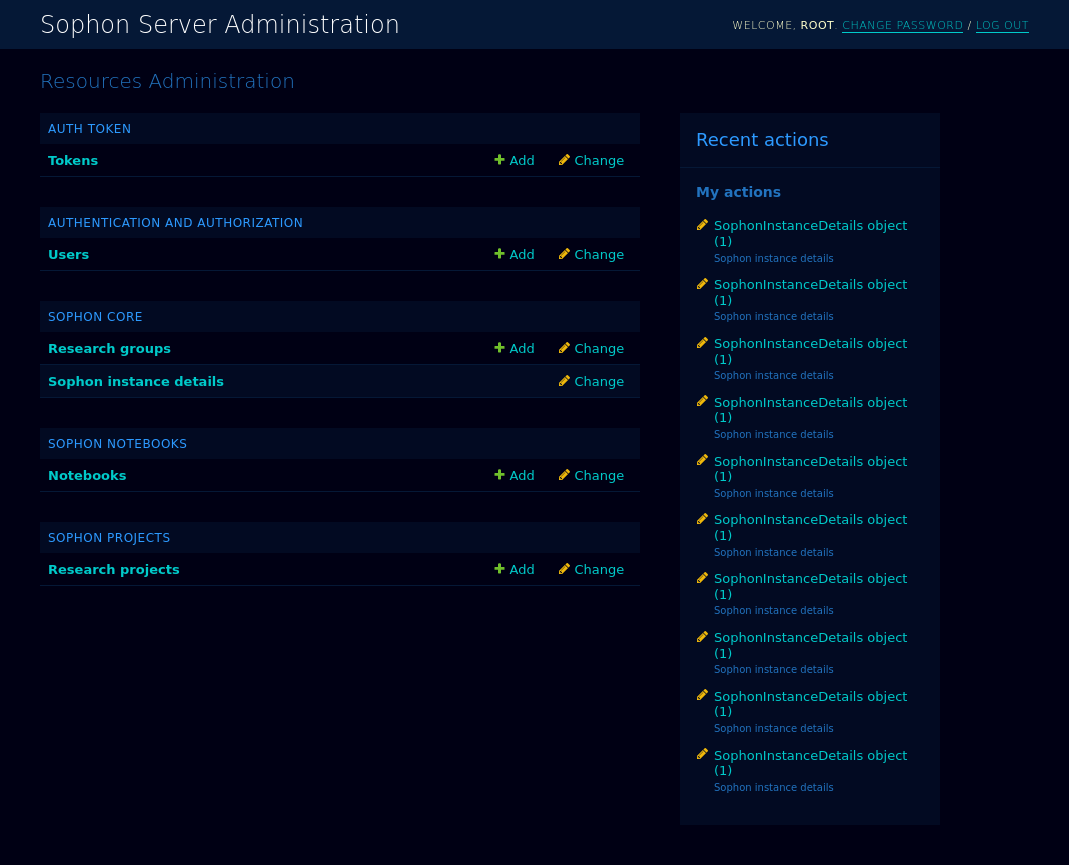 Sophon Server Administration
WELCOME, ROOT. CHANGE PASSWORD / LOG OUT
Resources Administration
AUTH TOKEN
Tokens Add Change
AUTHENTICATION AND AUTHORIZATION
Users Add Change
SOPHON CORE
Research groups Add Change
Sophon instance details Change
SOPHON NOTEBOOKS
Notebooks Add Change
SOPHON PROJECTS
Research projects Add Change
Recent actions
My actions
SophonInstanceDetails object
(1)
Sophon instance details
SophonInstanceDetails object
(1)
Sophon instance details
SophonInstanceDetails object
(1)
Sophon instance details
SophonInstanceDetails object
(1)
Sophon instance details
SophonInstanceDetails object
(1)
Sophon instance details
SophonInstanceDetails object
(1)
Sophon instance details
SophonInstanceDetails object
(1)
Sophon instance details
SophonInstanceDetails object
(1)
Sophon instance details
SophonInstanceDetails object
(1)
Sophon instance details
SophonInstanceDetails object
(1)
Sophon instance details